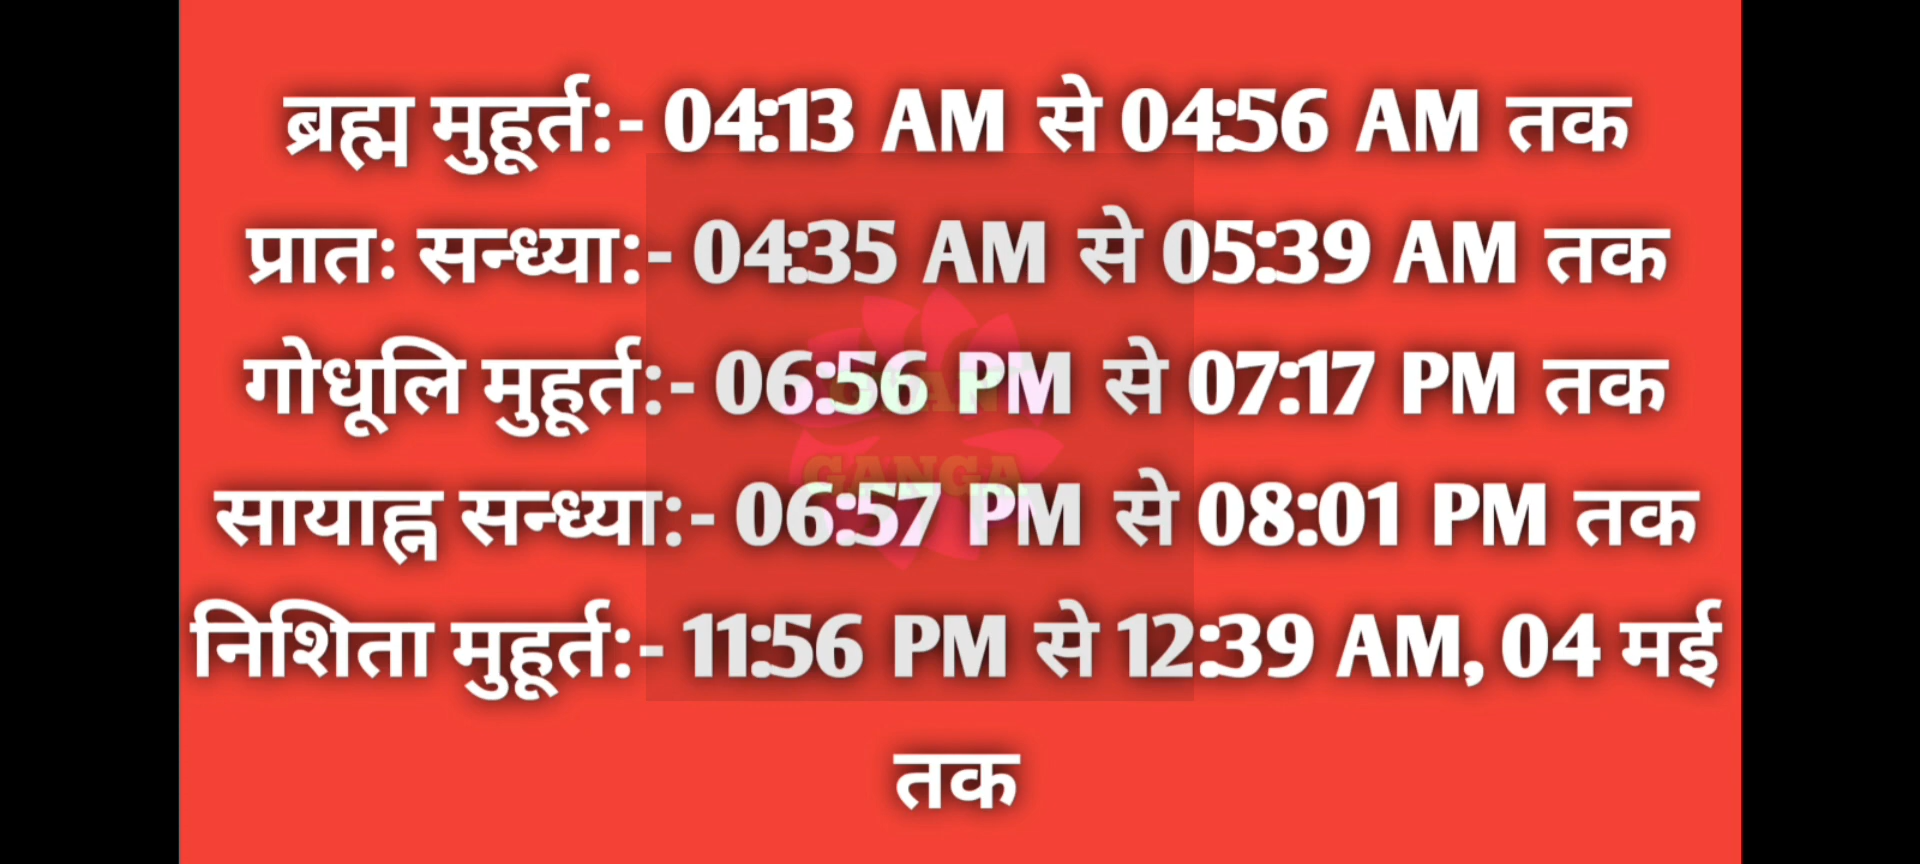 ब्रह्म मुहूर्त:- 04:13 AM से 04:56 AM तक
प्रातः सन्ध्या:- 04:35 AM से 05:39 AM तक
गोधूलि मुहूर्त:- 06:56 PM से 07:17 PM तक
GYAN
सायाह्न सन्ध्या:- 06:57 PM से 08:01 PM तक
GANGA
निशिता मुहूर्त:- 11:56 PM से 12:39 AM, 04 मई
तक